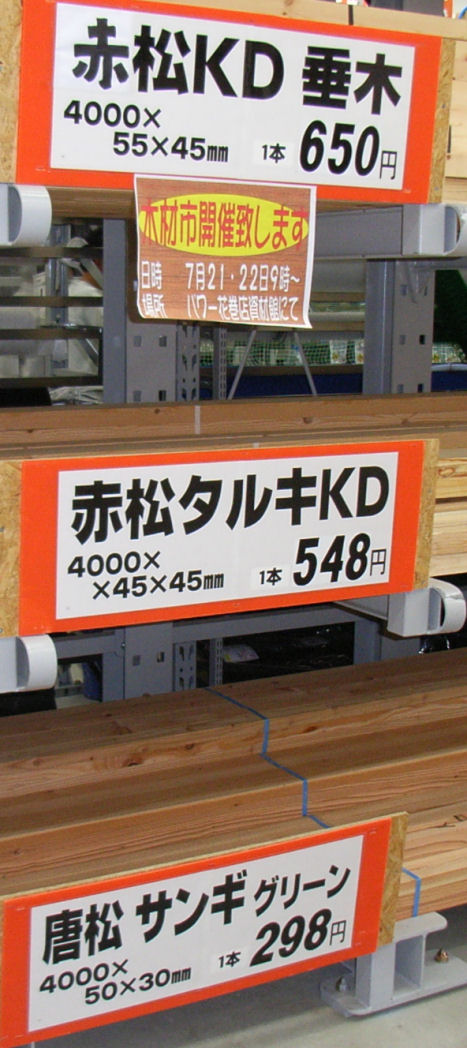 赤松KD 垂木
4000×
55×45mm 1本 650円
木材市開催致します
日時 7月21・22日9時～
場所 パワー花巻店資材館にて
赤松タルキKD
4000×
×45×45mm 1本 548円
唐松 サンギ グリーン
4000×
50×30mm 1本 298円